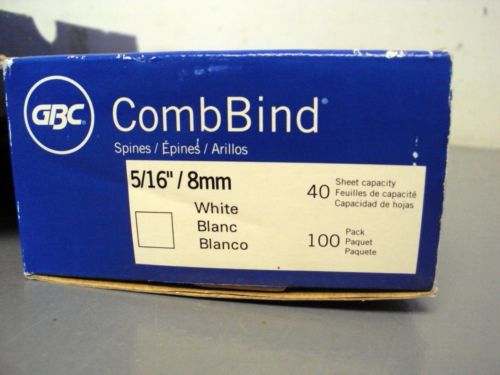 GBC
CombBind®
Spines / Épines / Arillos
5/16" / 8mm
White
Blanc
Blanco
40
Sheet capacity
Feuilles de capacité
Capacidad de hojas
100
Pack
Paquet
Paquete